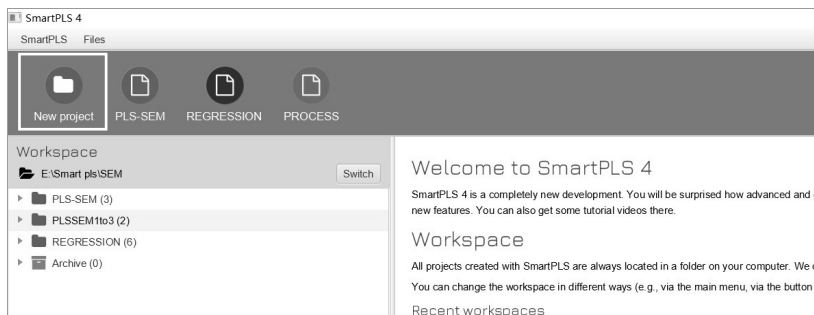 SmartPLS 4
SmartPLS Files
New project PLS-SEM REGRESSION PROCESS
Workspace
E:\Smart pls\SEM Switch
PLS-SEM (3)
PLSSEM1to3 (2)
REGRESSION (6)
Archive (0)
Welcome to SmartPLS 4
SmartPLS 4 is a completely new development. You will be surprised how advanced and
new features. You can also get some tutorial videos there.
Workspace
All projects created with SmartPLS are always located in a folder on your computer. We
You can change the workspace in different ways (e.g., via the main menu, via the button
Recent workspaces